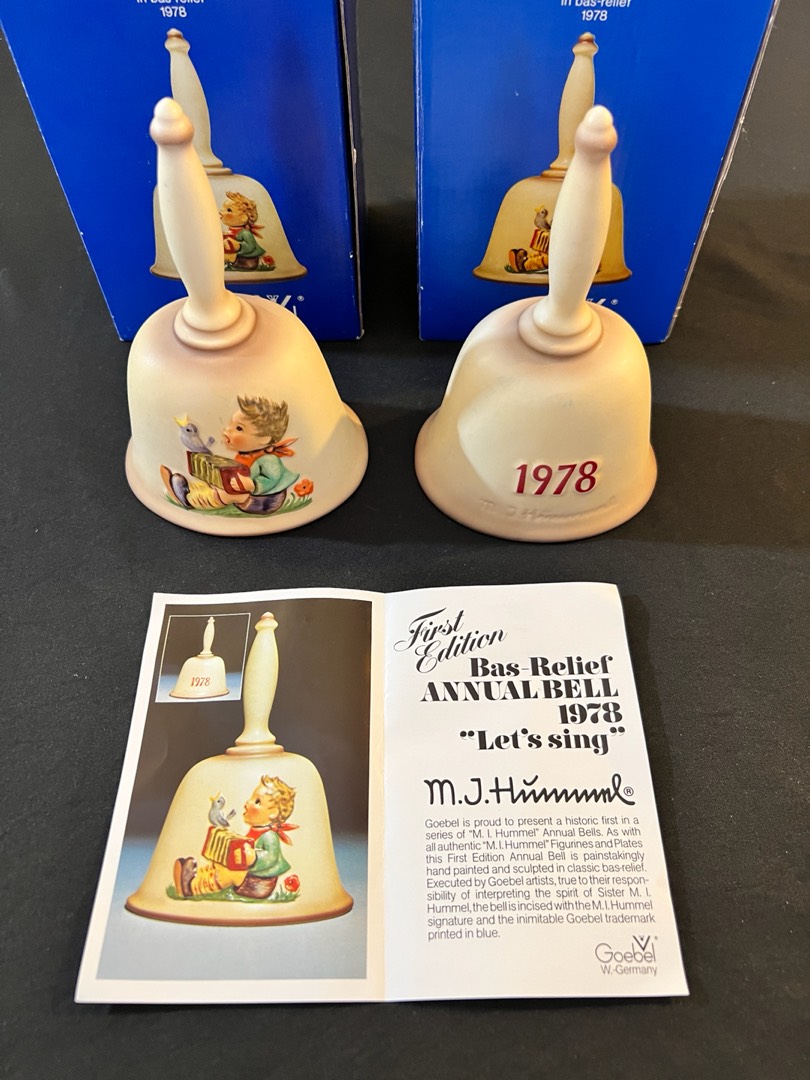 in bas-relief
1978
in bas-relief
1978
1978
M.J.Hummel
1978
First
Edition
Bas-Relief
ANNUAL BELL
1978
"Let's sing"
M.J.Hummel®
Goebel is proud to present a historic first in a
series of "M. I. Hummel" Annual Bells. As with
all authentic "M. I. Hummel" Figurines and Plates
this First Edition Annual Bell is painstakingly
hand painted and sculpted in classic bas-relief.
Executed by Goebel artists, true to their respon-
sibility of interpreting the spirit of Sister M. I.
Hummel, the bell is incised with the M. I. Hummel
signature and the inimitable Goebel trademark
printed in blue.
Goebel®
W.-Germany